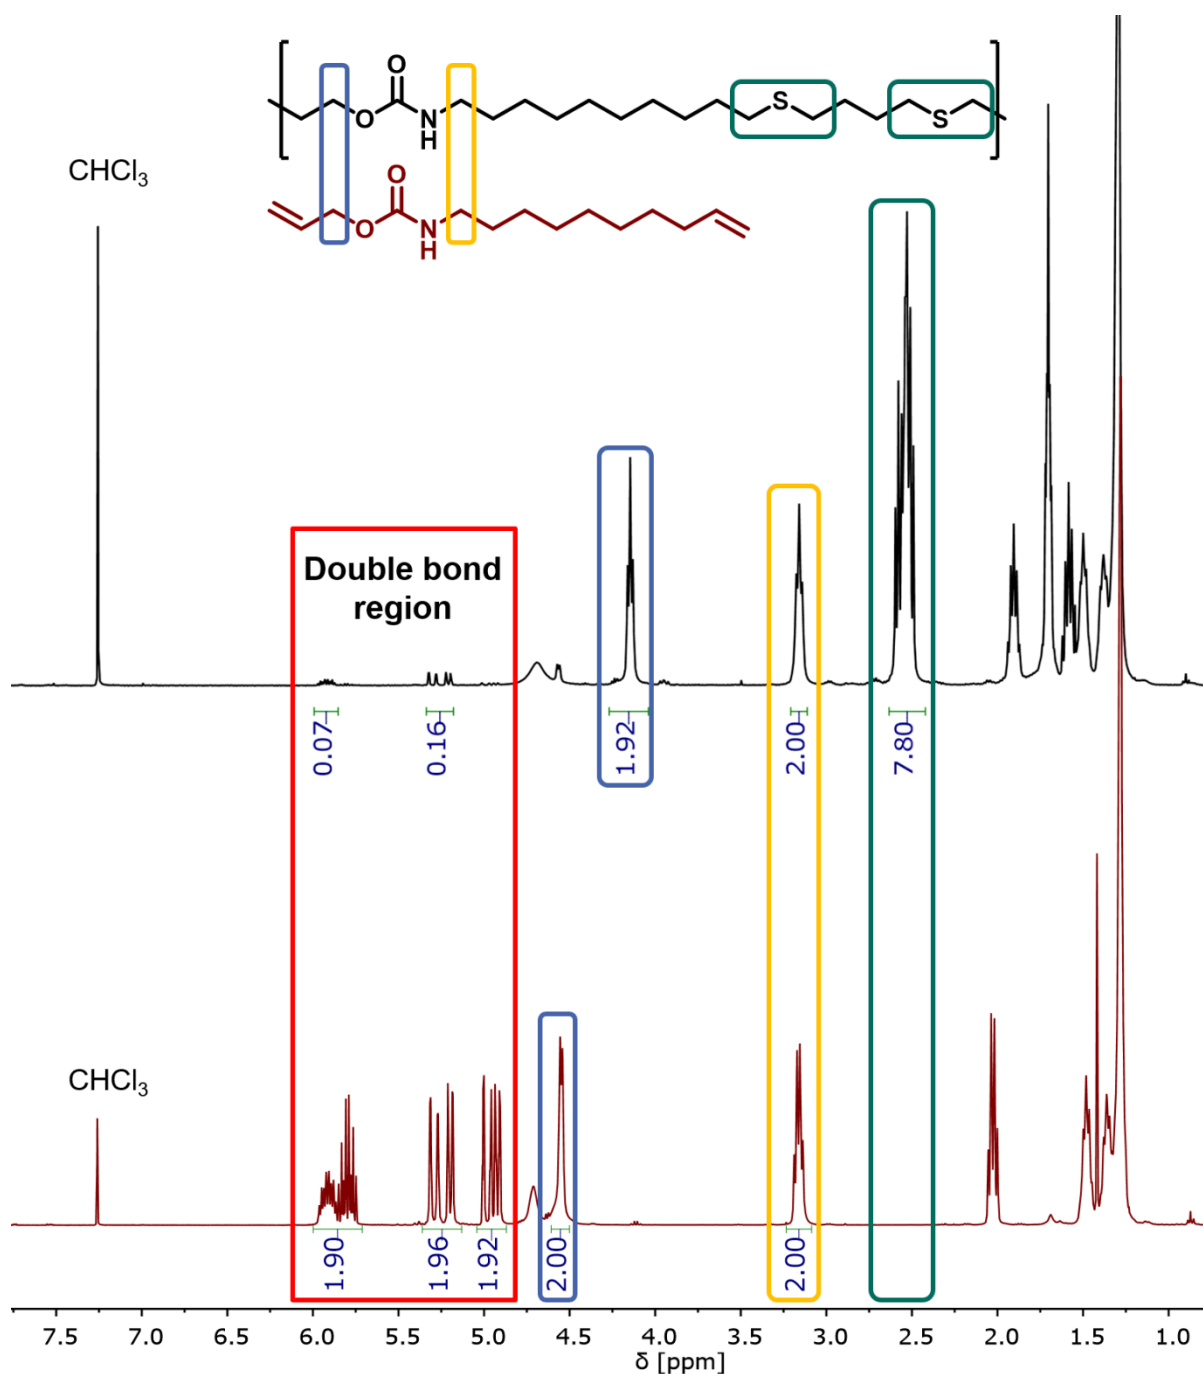 O
O
N
H
S
S
CHCl3
O
O
N
H
Double bond
region
0.07
0.16
1.92
2.00
7.80
CHCl3
1.90
1.96
1.92
2.00
2.00
7.5 7.0 6.5 6.0 5.5 5.0 4.5 4.0 3.5 3.0 2.5 2.0 1.5 1.0
δ [ppm]